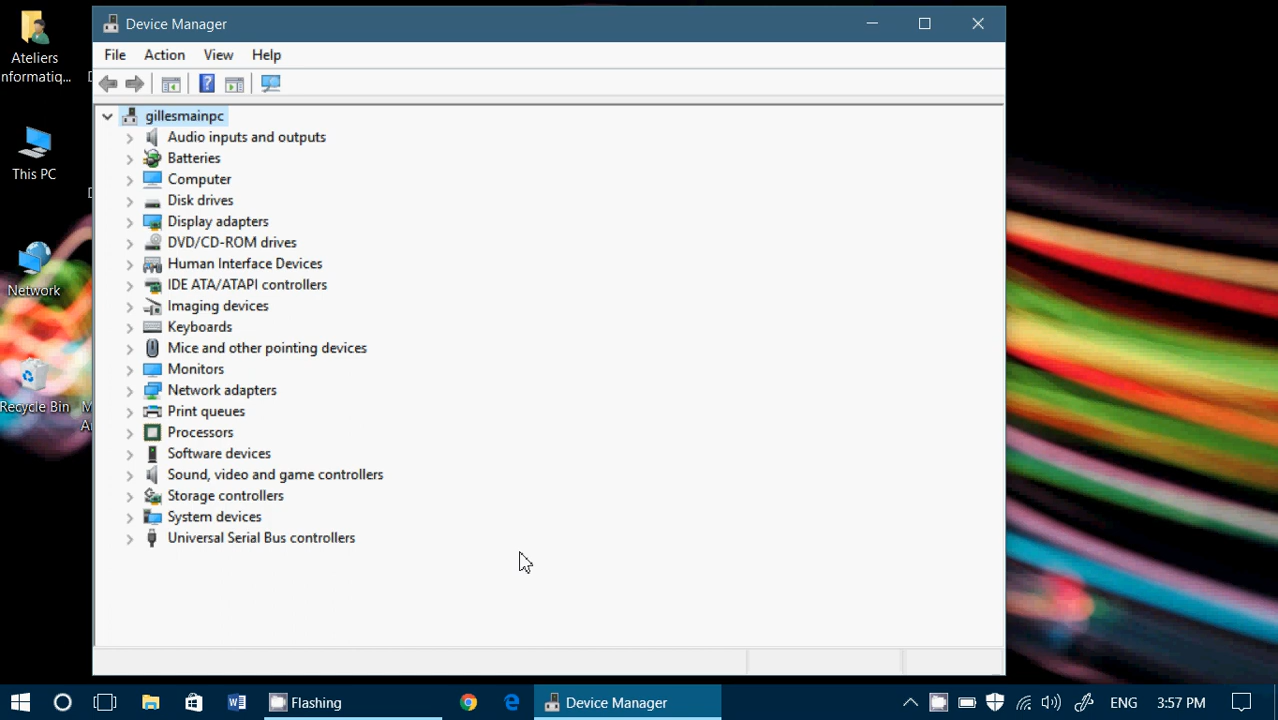 Device Manager
File Action View Help
gillesmainpc
Audio inputs and outputs
Batteries
Computer
Disk drives
Display adapters
DVD/CD-ROM drives
Human Interface Devices
IDE ATA/ATAPI controllers
Imaging devices
Keyboards
Mice and other pointing devices
Monitors
Network adapters
Print queues
Processors
Software devices
Sound, video and game controllers
Storage controllers
System devices
Universal Serial Bus controllers
Ateliers
nformatiq...
This PC
Network
Recycle Bin
Flashing
Device Manager
ENG
3:57 PM